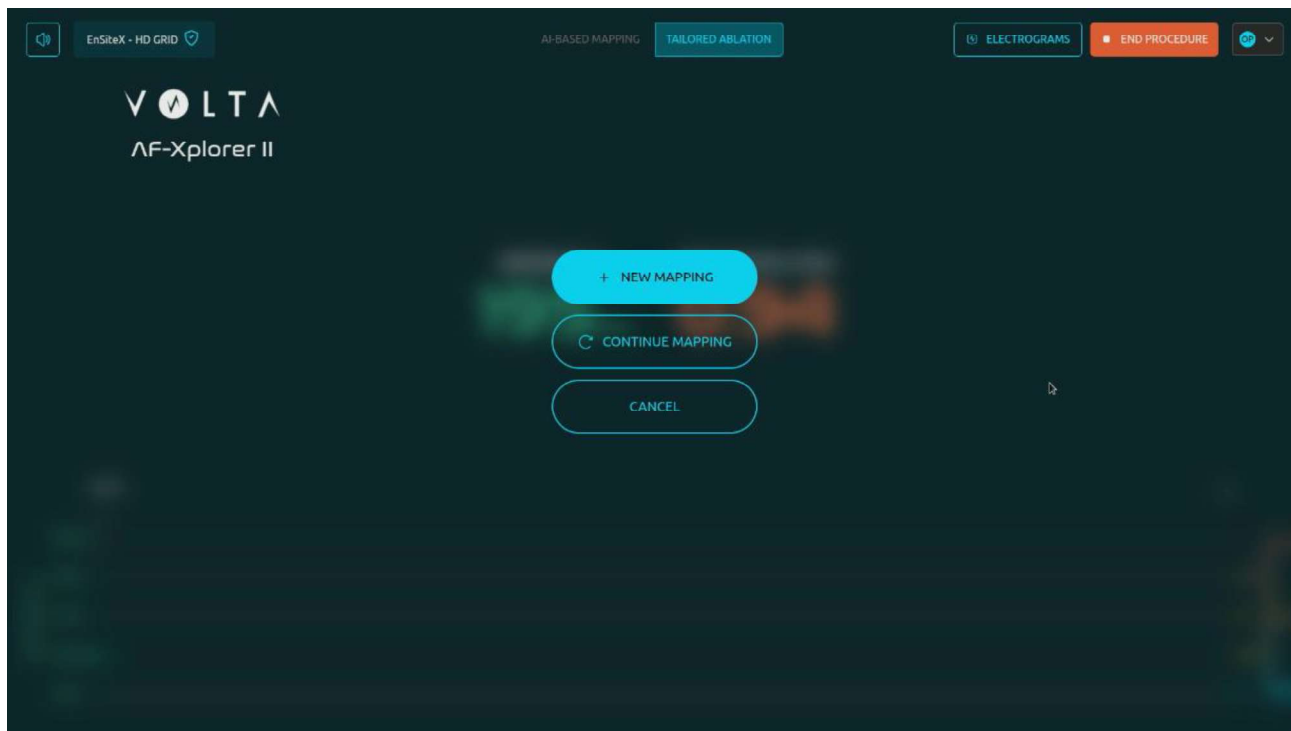 EnSiteX - HD GRID
AI-BASED MAPPING
TAILORED ABLATION
ELECTROGRAMS
END PROCEDURE
OP
VOLTA
AF-Xplorer II
+ NEW MAPPING
CONTINUE MAPPING
CANCEL